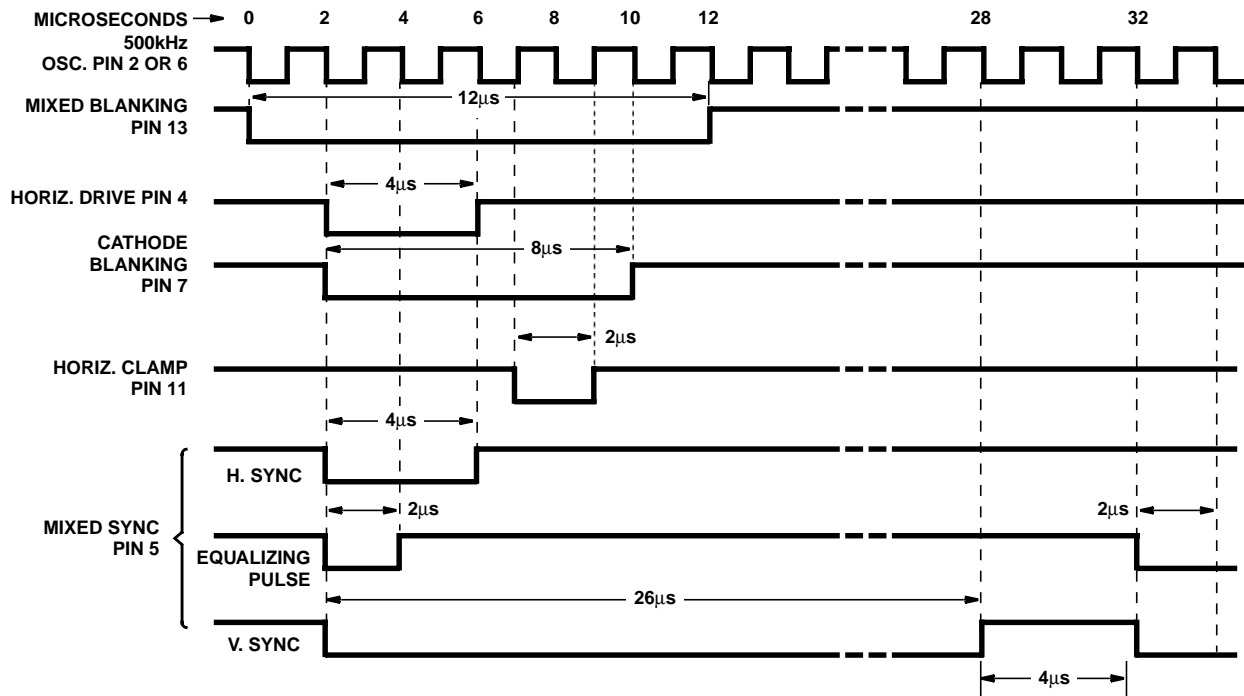 MICROSECONDS → 0 2 4 6 8 10 12 28 32
500kHz
OSC. PIN 2 OR 6
12µs
MIXED BLANKING
PIN 13
4µs
HORIZ. DRIVE PIN 4
CATHODE
BLANKING
PIN 7
8µs
2µs
HORIZ. CLAMP
PIN 11
4µs
H. SYNC
2µs 2µs
MIXED SYNC
PIN 5
EQUALIZING
PULSE
26µs
V. SYNC
4µs